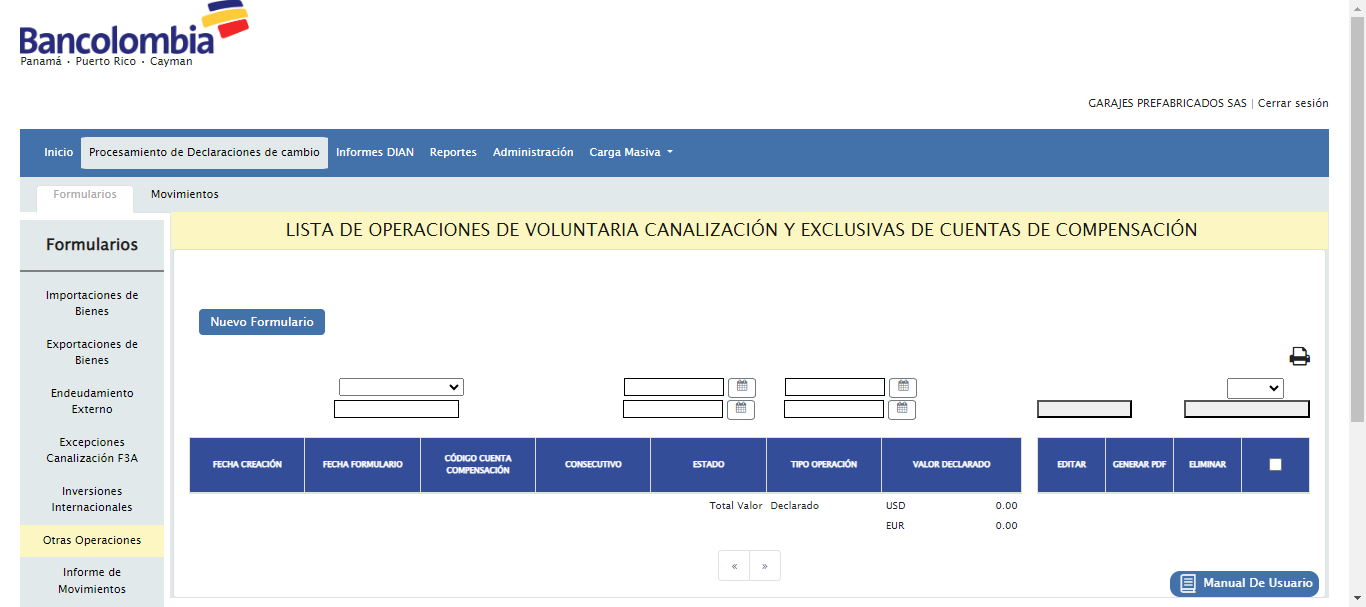 Bancolombia
Panamá • Puerto Rico • Cayman
GARAJES PREFABRICADOS SAS | Cerrar sesión
Inicio Procesamiento de Declaraciones de cambio Informes DIAN Reportes Administración Carga Masiva
Formularios Movimientos
Formularios
Importaciones de
Bienes
Exportaciones de
Bienes
Endeudamiento
Externo
Excepciones
Canalización F3A
Inversiones
Internacionales
Otras Operaciones
Informe de
Movimientos
LISTA DE OPERACIONES DE VOLUNTARIA CANALIZACIÓN Y EXCLUSIVAS DE CUENTAS DE COMPENSACIÓN
Nuevo Formulario
FECHA CREACIÓN FECHA FORMULARIO CÓDIGO CUENTA COMPENSACIÓN CONSECUTIVO ESTADO TIPO OPERACIÓN VALOR DECLARADO EDITAR GENERAR PDF ELIMINAR
Total Valor Declarado USD 0.00
EUR 0.00
« »
Manual De Usuario